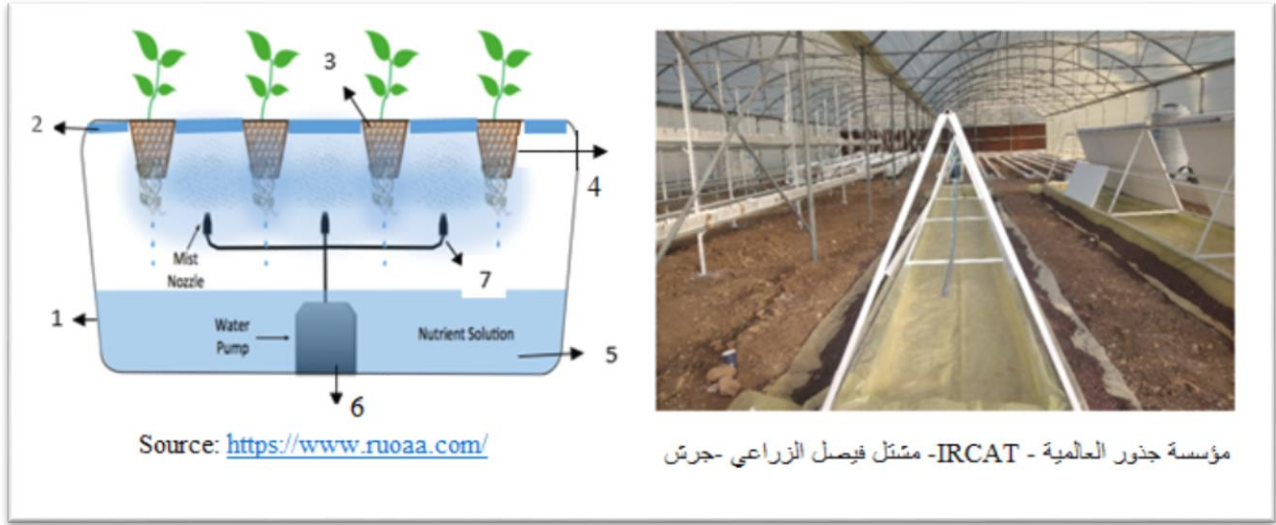 3
2
4
Mist
Nozzle
7
1
Water
Pump
Nutrient Solution
5
6
Source: https://www.ruoaa.com/
مؤسسة جذور العالمية - IRCAT- مشتل فيصل الزراعي -جرش